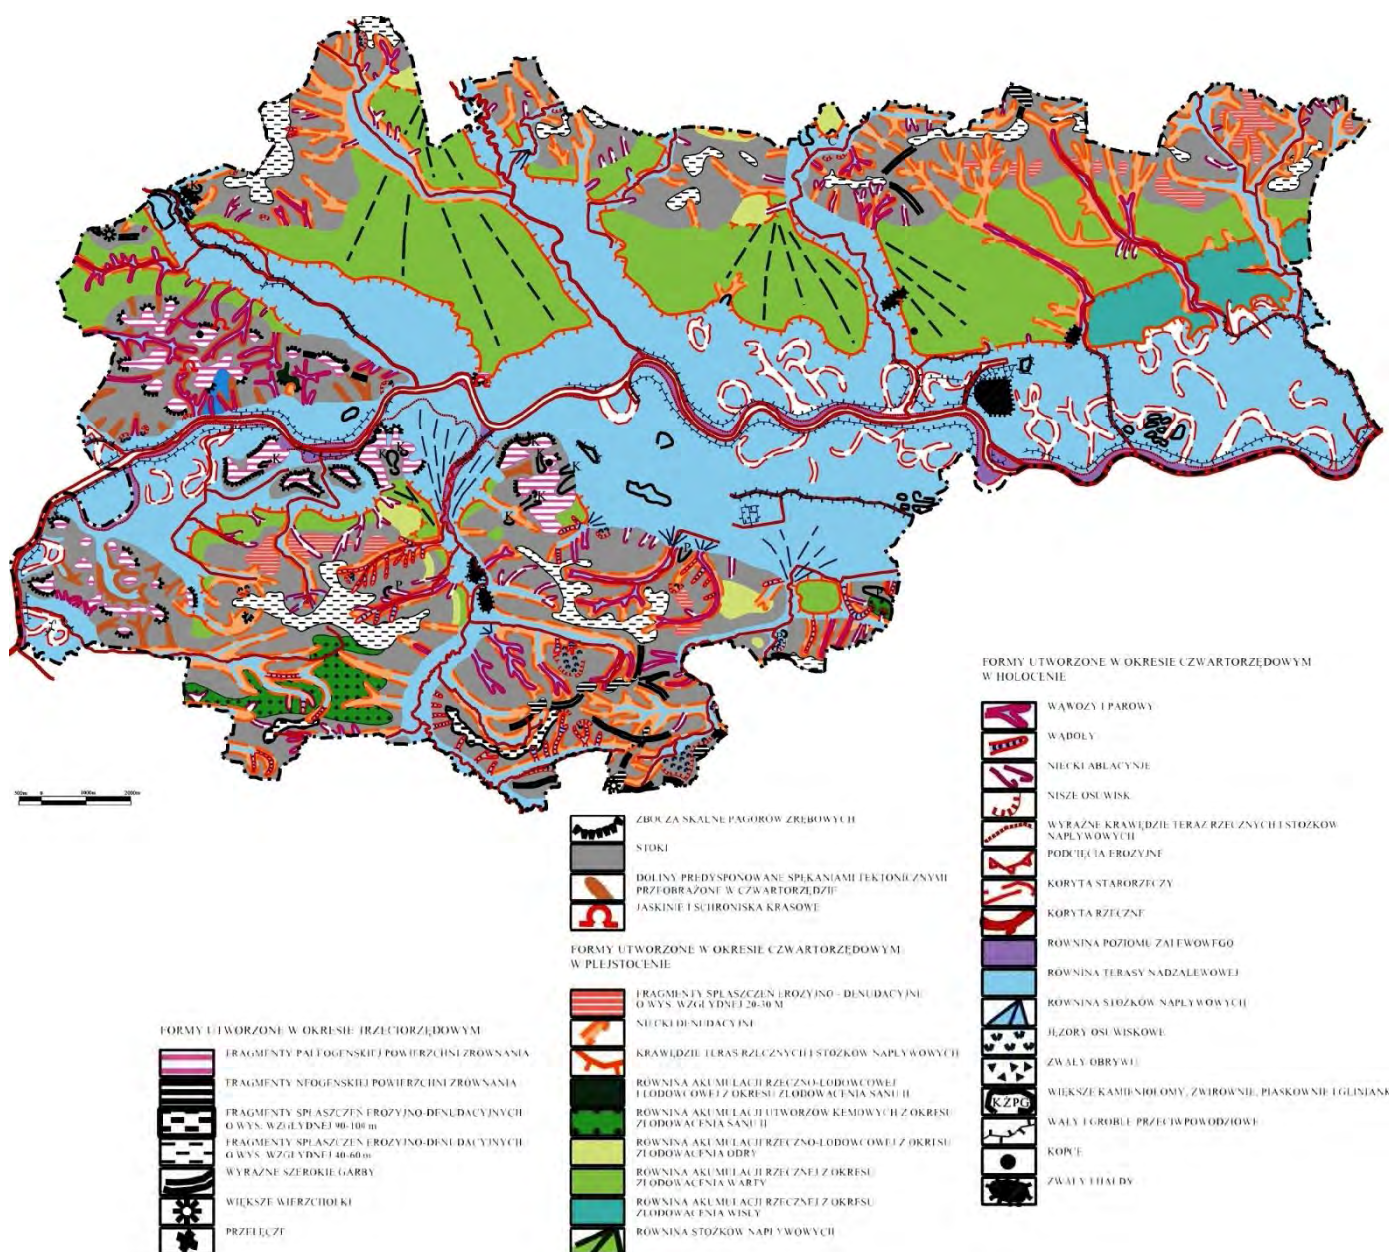 K
C
K
K
K
K
K
K
P
500m 0 1000m 2000m
ZBOCZA SKALNE PAGÓRÓW ZRĘBOWYCH
STOKI
DOLINY PREDYSPONOWANE SPĘKANIAMI TEKTONICZNYMI
PRZEOBRAŻONE W CZWARTORZĘDZIE
JASKINIE I SCHRONISKA KRASOWE
FORMY UTWORZONE W OKRESIE CZWARTORZĘDOWYM
W PLEJSTOCENIE
FRAGMENTY SPŁASZCZEŃ EROZYJNO - DENUDACYJNE
O WYS. WZGLĘDNEJ 20-30 M
NIECKI DENUDACYJNE
KRAWĘDZIE TERAS RZECZNYCH I STOŻKÓW NAPŁYWOWYCH
RÓWNINA AKUMULACJI RZECZNO-LODOWCOWEJ
I LODOWCOWEJ Z OKRESU ZLODOWACENIA SANU II
RÓWNINA AKUMULACJI UTWORÓW KEMOWYCH Z OKRESU
ZLODOWACENIA SANU II
RÓWNINA AKUMULACJI RZECZNO-LODOWCOWEJ Z OKRESU
ZLODOWACENIA ODRY
RÓWNINA AKUMULACJI RZECZNEJ Z OKRESU
ZLODOWACENIA WARTY
RÓWNINA AKUMULACJI RZECZNEJ Z OKRESU
ZLODOWACENIA WISŁY
RÓWNINA STOŻKÓW NAPŁYWOWYCH
FORMY UTWORZONE W OKRESIE TRZECIORZĘDOWYM
FRAGMENTY PALEOGEŃSKIEJ POWIERZCHNI ZRÓWNANIA
FRAGMENTY NEOGEŃSKIEJ POWIERZCHNI ZRÓWNANIA
FRAGMENTY SPŁASZCZEŃ EROZYJNO-DENUDACYJNYCH
O WYS. WZGLĘDNEJ 90-100 m
FRAGMENTY SPŁASZCZEŃ EROZYJNO-DENUDACYJNYCH
O WYS. WZGLĘDNEJ 40-60 m
WYRAŹNE SZEROKIE GARBY
WIĘKSZE WIERZCHOŁKI
PRZEŁĘCZE
FORMY UTWORZONE W OKRESIE CZWARTORZĘDOWYM
W HOLOCENIE
WĄWOZY I PAROWY
WĄDOŁY
NIECKI ABLACYJNE
NISZE OSUWISK
WYRAŹNE KRAWĘDZIE TERAZ RZECZNYCH I STOŻKÓW
NAPŁYWOWYCH
PODCIĘCIA EROZYJNE
KORYTA STARORZECZY
KORYTA RZECZNE
RÓWNINA POZIOMU ZALEWOWEGO
RÓWNINA TERASY NADZALEWOWEJ
RÓWNINA STOŻKÓW NAPŁYWOWYCH
JĘZORY OSUWISKOWE
ZWAŁY OBRYWU
KŻPG WIĘKSZE KAMIENIOŁOMY, ŻWIROWNIE, PIASKOWNIE I GLINIANKI
WAŁY I GROBLE PRZECIWPOWODZIOWE
KOPCE
ZWAŁY I HAŁDY